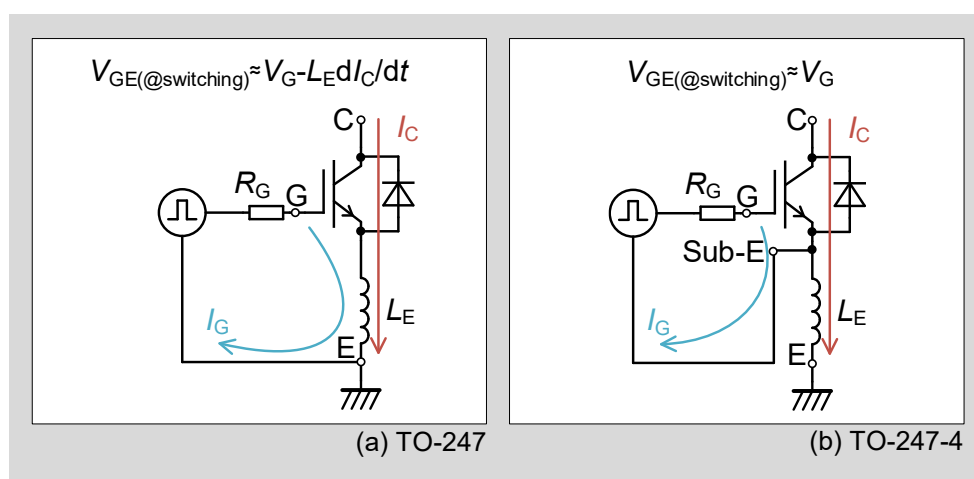 VGE(@switching)≈VG-LEdIC/dt
C
IC
RG
G
LE
IG
E
(a) TO-247
VGE(@switching)≈VG
C
IC
RG
G
Sub-E
LE
IG
E
(b) TO-247-4